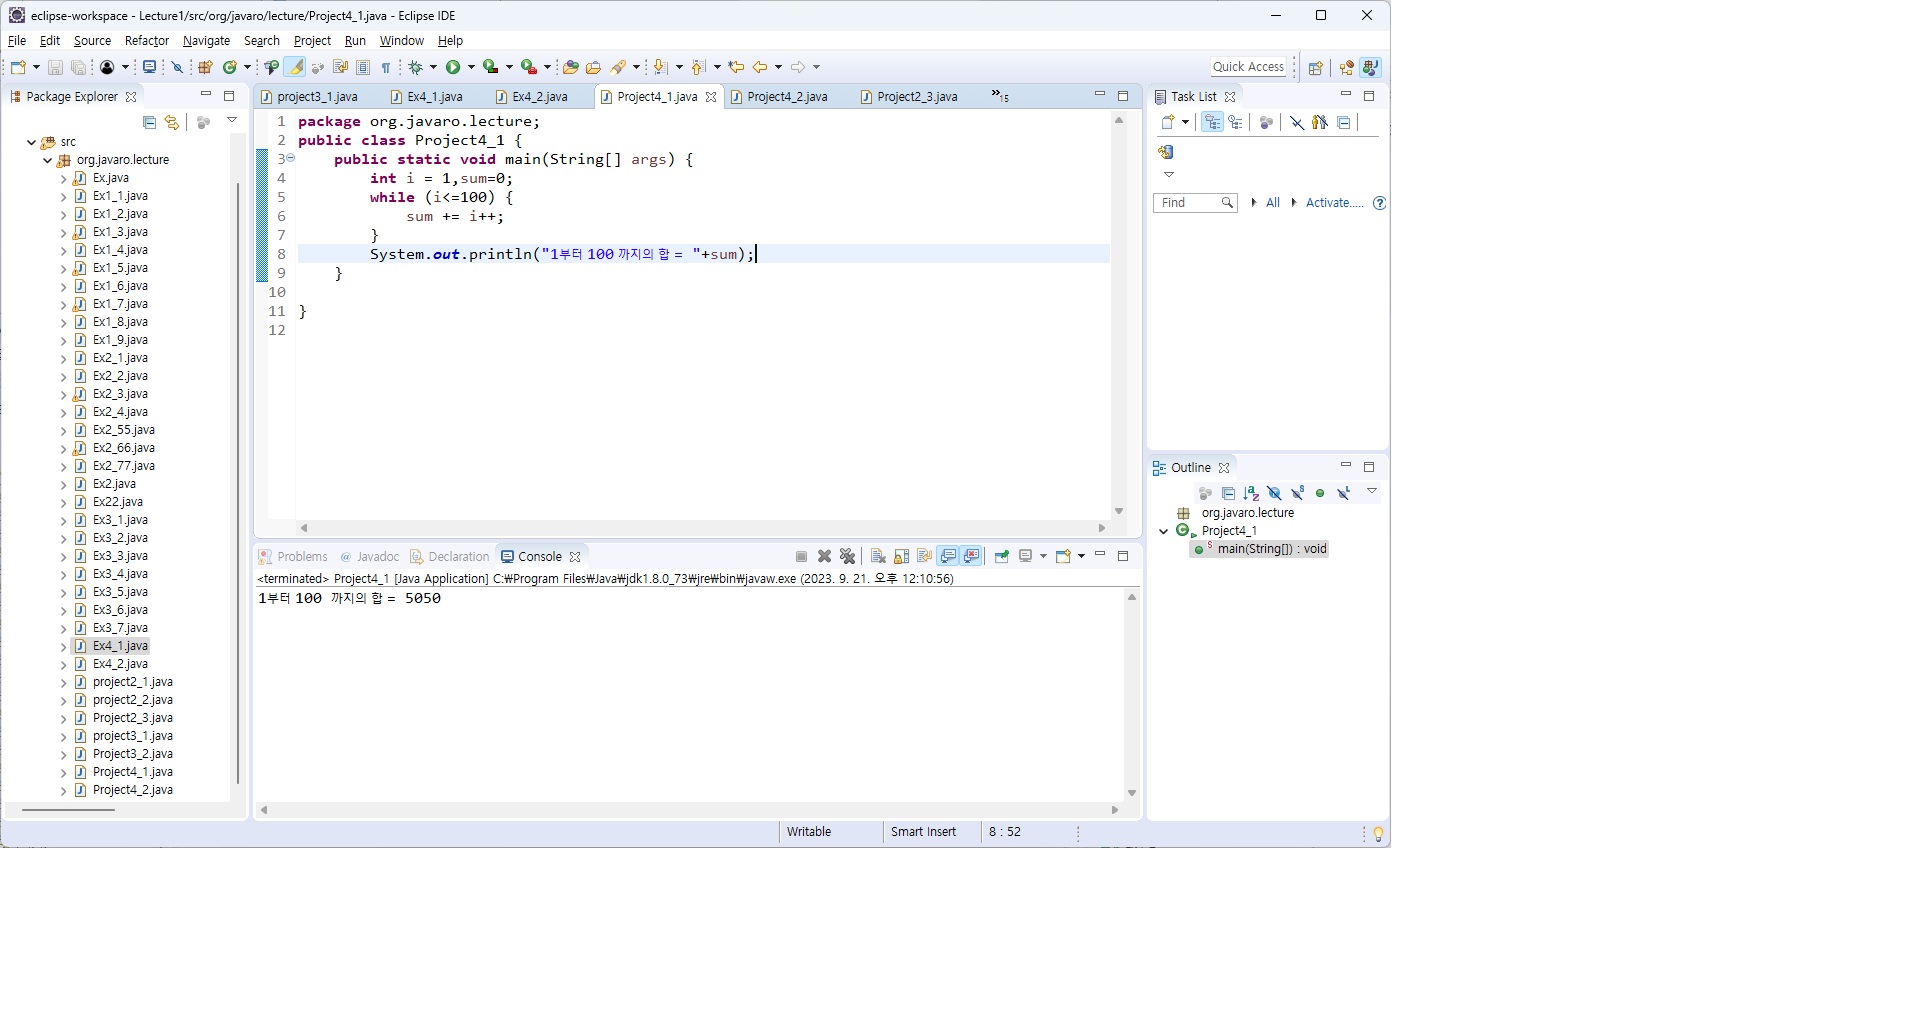 eclipse-workspace - Lecture1/src/org/javaro/lecture/Project4_1.java - Eclipse IDE
File Edit Source Refactor Navigate Search Project Run Window Help
Quick Access
Package Explorer
src
org.javaro.lecture
Ex.java
Ex1_1.java
Ex1_2.java
Ex1_3.java
Ex1_4.java
Ex1_5.java
Ex1_6.java
Ex1_7.java
Ex1_8.java
Ex1_9.java
Ex2_1.java
Ex2_2.java
Ex2_3.java
Ex2_4.java
Ex2_55.java
Ex2_66.java
Ex2_77.java
Ex2.java
Ex22.java
Ex3_1.java
Ex3_2.java
Ex3_3.java
Ex3_4.java
Ex3_5.java
Ex3_6.java
Ex3_7.java
Ex4_1.java
Ex4_2.java
project2_1.java
project2_2.java
Project2_3.java
project3_1.java
Project3_2.java
Project4_1.java
Project4_2.java
project3_1.java Ex4_1.java Ex4_2.java Project4_1.java Project4_2.java Project2_3.java »15
1 package org.javaro.lecture;
2 public class Project4_1 {
3 public static void main(String[] args) {
4 int i = 1,sum=0;
5 while (i<=100) {
6 sum += i++;
7 }
8 System.out.println("1부터 100 까지의 합 = "+sum);
9 }
10
11 }
12
Problems @ Javadoc Declaration Console
<terminated> Project4_1 [Java Application] C:₩Program Files₩Java₩jdk1.8.0_73₩jre₩bin₩javaw.exe (2023. 9. 21. 오후 12:10:56)
1부터 100 까지의 합 = 5050
Task List
Find All Activate.....
Outline
org.javaro.lecture
Project4_1
main(String[]) : void
Writable Smart Insert 8 : 52